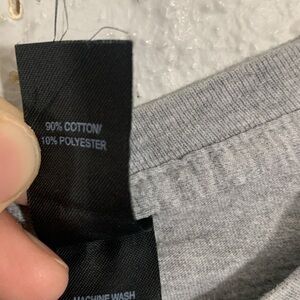 90% COTTON/
10% POLYESTER
MACHINE WASH